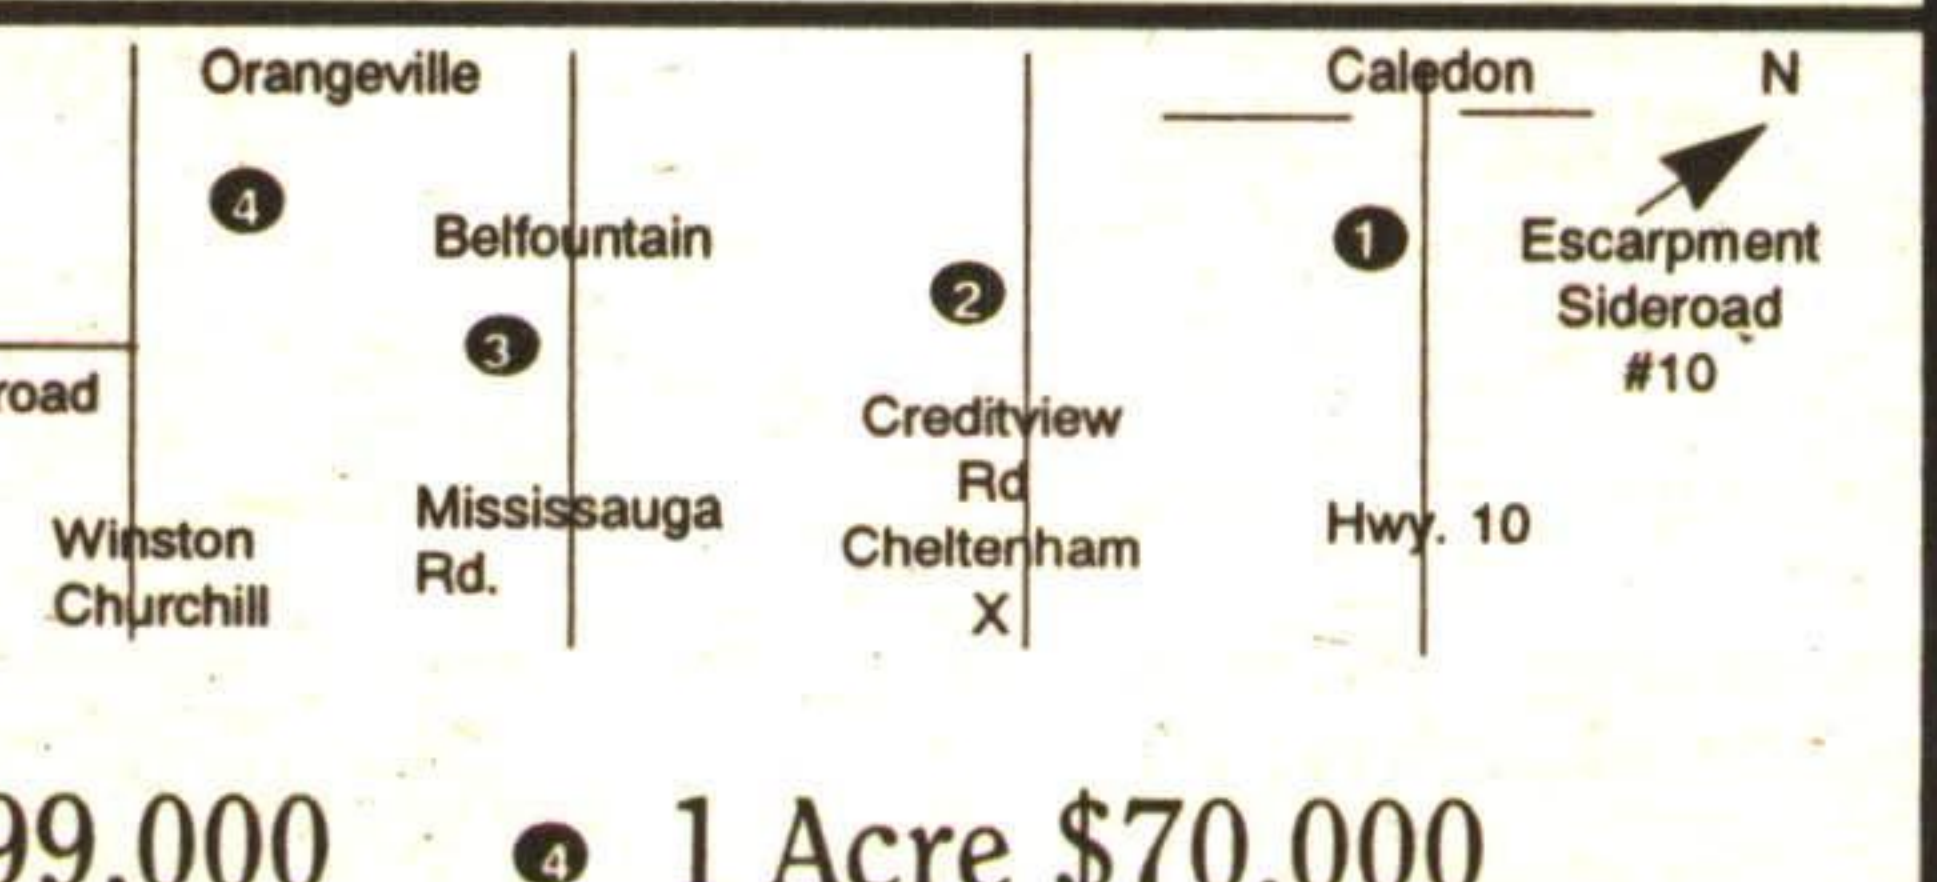 Orangeville
Caledon
N
4
Belfountain
1
Escarpment
Sideroad
#10
2
3
road
Creditview
Rd
Cheltenham
X
Mississauga
Rd.
Hwy. 10
Winston
Churchill
99,000
4 1 Acre $70,000